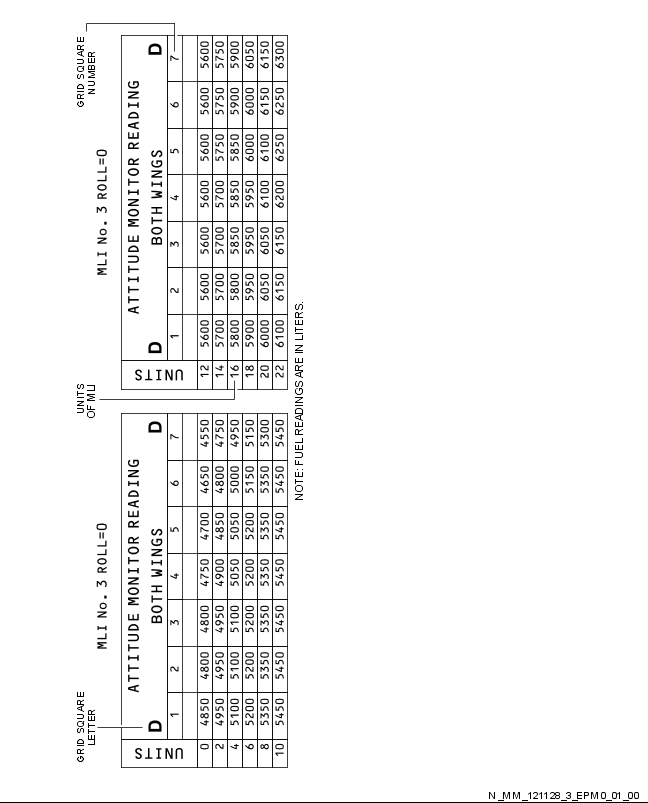 GRID SQUARE
LETTER
MLI No. 3 ROLL=0
UNITS
ATTITUDE MONITOR READING
D BOTH WINGS D
1 2 3 4 5 6 7
0 4850 4800 4800 4750 4700 4650 4550
2 4950 4950 4950 4900 4850 4800 4750
4 5100 5100 5100 5050 5050 5000 4950
6 5200 5200 5200 5200 5200 5150 5150
8 5350 5350 5350 5350 5350 5350 5300
10 5450 5450 5450 5450 5450 5450 5450
UNITS
OF MLI
MLI No. 3 ROLL=0
GRID SQUARE
NUMBER
UNITS
ATTITUDE MONITOR READING
D BOTH WINGS D
1 2 3 4 5 6 7
12 5600 5600 5600 5600 5600 5600 5600
14 5700 5700 5700 5700 5750 5750 5750
16 5800 5800 5850 5850 5850 5900 5900
18 5900 5950 5950 5950 6000 6000 6050
20 6000 6050 6050 6100 6100 6150 6150
22 6100 6150 6150 6200 6250 6250 6300
NOTE: FUEL READINGS ARE IN LITERS.
N_MM_121128_3_EPM0_01_00